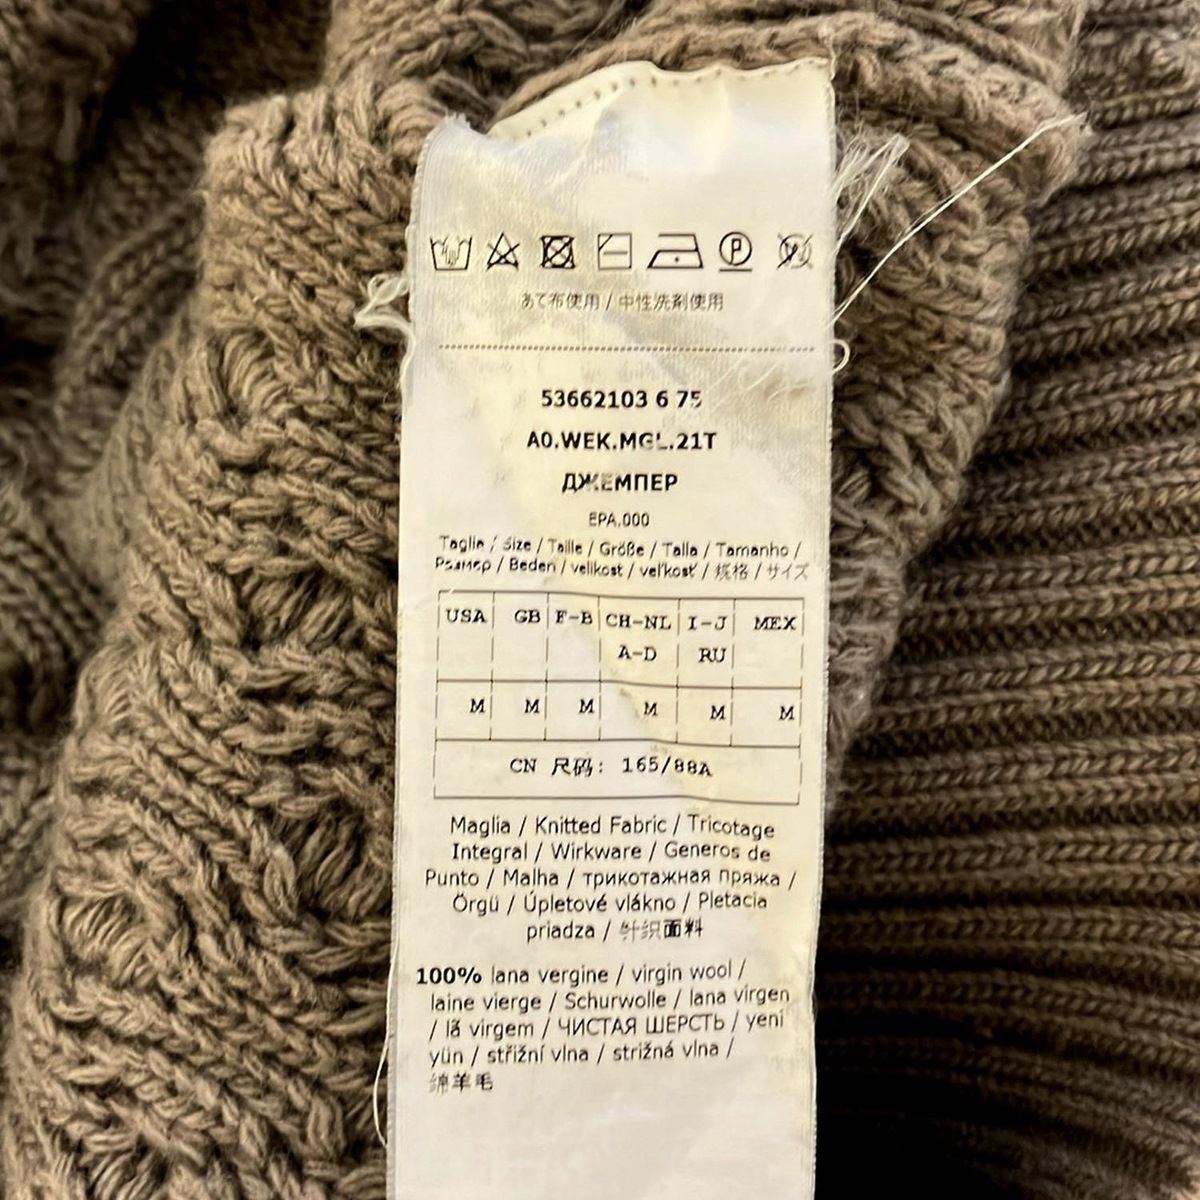 あて布使用 / 中性洗剤使用
53662103 6 75
A0.WEK.MGL.21T
ДЖЕМПЕР
EPA.000
Taglia / Size / Taille / Größe / Talla / Tamanho /
Размер / Beden / velikost / veľkosť / 规格 / サイズ
USA GB F-B CH-NL I-J MEX
A-D RU
M M M M M M
CN 尺码: 165/88A
Maglia / Knitted Fabric / Tricotage
Integral / Wirkware / Generos de
Punto / Malha / трикотажная пряжа /
Örgü / Úpletové vlákno / Pletacia
priadza / 针织面料
100% lana vergine / virgin wool /
laine vierge / Schurwolle / lana virgen
/ lã virgem / ЧИСТАЯ ШЕРСТЬ / yeni
yün / střižní vlna / strižná vlna /
绵羊毛